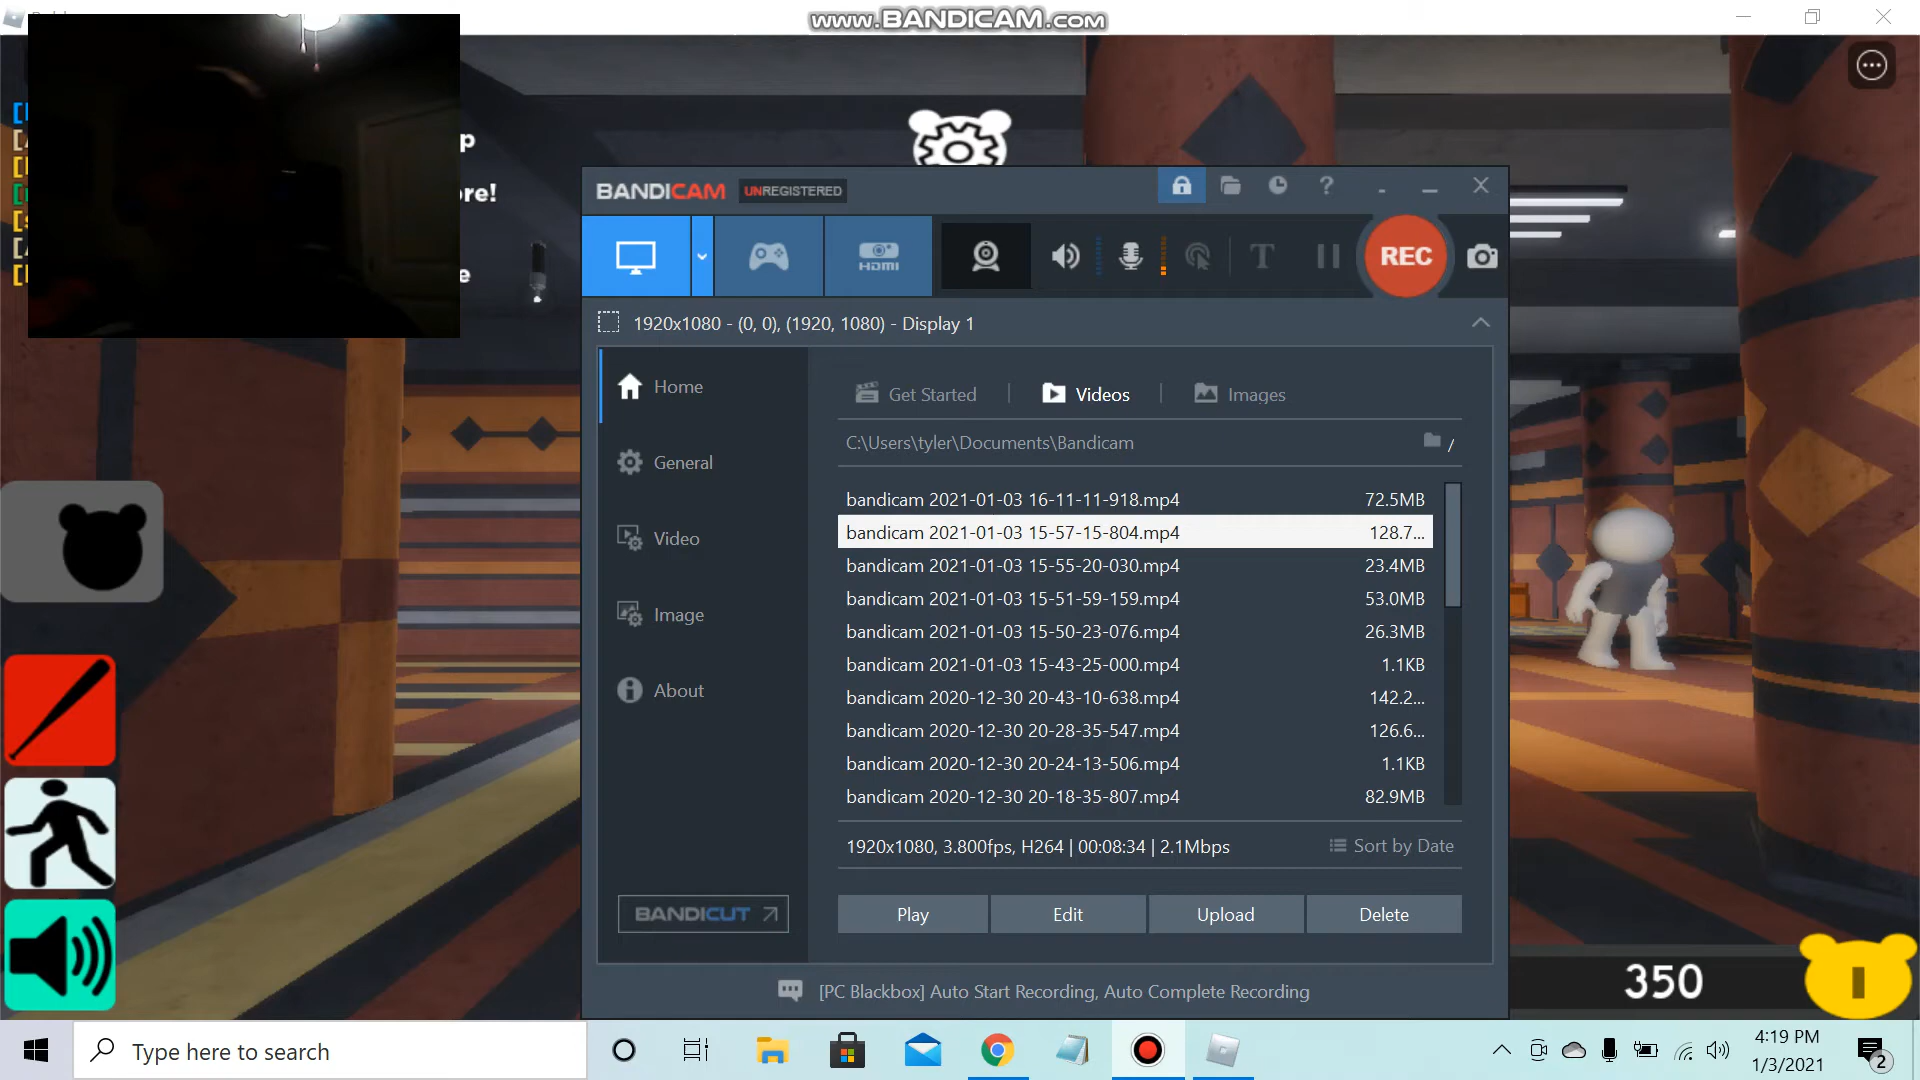 www.BANDICAM.com
p
ore!
e
BANDICAM UNREGISTERED
HDMI
T
REC
1920x1080 - (0, 0), (1920, 1080) - Display 1
Home
General
Video
Image
About
BANDICUT
Get Started
Videos
Images
C:\Users\tyler\Documents\Bandicam
/
bandicam 2021-01-03 16-11-11-918.mp4 72.5MB
bandicam 2021-01-03 15-57-15-804.mp4 128.7...
bandicam 2021-01-03 15-55-20-030.mp4 23.4MB
bandicam 2021-01-03 15-51-59-159.mp4 53.0MB
bandicam 2021-01-03 15-50-23-076.mp4 26.3MB
bandicam 2021-01-03 15-43-25-000.mp4 1.1KB
bandicam 2020-12-30 20-43-10-638.mp4 142.2...
bandicam 2020-12-30 20-28-35-547.mp4 126.6...
bandicam 2020-12-30 20-24-13-506.mp4 1.1KB
bandicam 2020-12-30 20-18-35-807.mp4 82.9MB
1920x1080, 3.800fps, H264 | 00:08:34 | 2.1Mbps
Sort by Date
Play
Edit
Upload
Delete
[PC Blackbox] Auto Start Recording, Auto Complete Recording
350
Type here to search
4:19 PM
1/3/2021
2